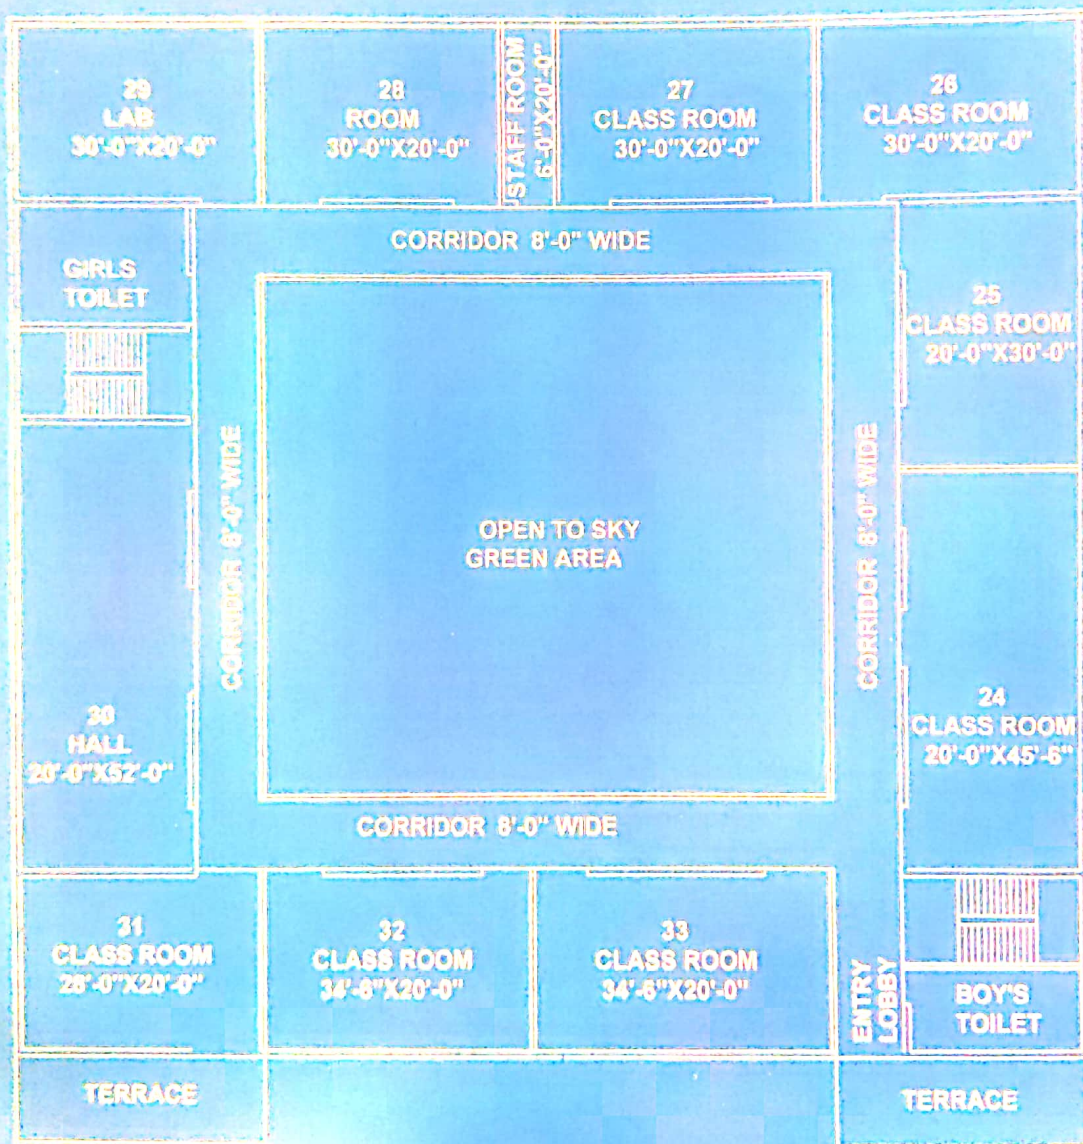 29
LAB
30'-0"X20'-0"
28
ROOM
30'-0"X20'-0"
STAFF ROOM
6'-0"X20'-0"
27
CLASS ROOM
30'-0"X20'-0"
26
CLASS ROOM
30'-0"X20'-0"
CORRIDOR 8'-0" WIDE
GIRLS
TOILET
25
CLASS ROOM
20'-0"X30'-0"
CORRIDOR 8'-0" WIDE
OPEN TO SKY
GREEN AREA
CORRIDOR 8'-0" WIDE
30
HALL
20'-0"X52'-0"
24
CLASS ROOM
20'-0"X45'-6"
CORRIDOR 8'-0" WIDE
31
CLASS ROOM
28'-0"X20'-0"
32
CLASS ROOM
34'-6"X20'-0"
33
CLASS ROOM
34'-6"X20'-0"
ENTRY
LOBBY
BOY'S
TOILET
TERRACE
TERRACE